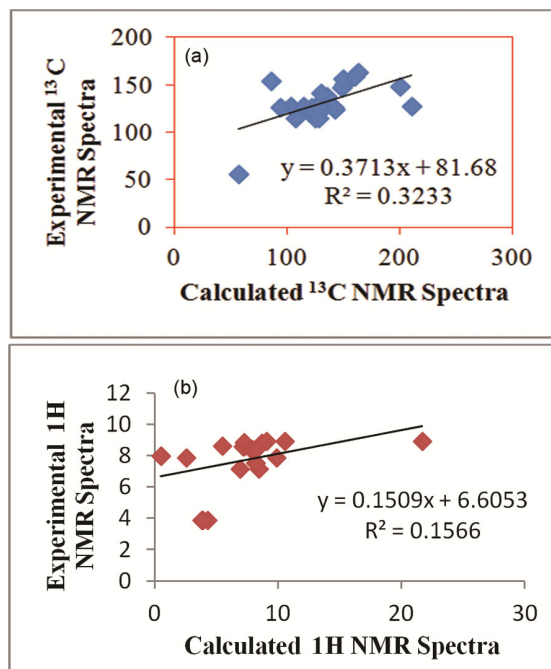 (a)
Experimental ¹³C
NMR Spectra
200
150
100
50
0
y = 0.3713x + 81.68
R² = 0.3233
0 100 200 300
Calculated ¹³C NMR Spectra
(b)
Experimental 1H
NMR Spectra
12
10
8
6
4
2
0
y = 0.1509x + 6.6053
R² = 0.1566
0 10 20 30
Calculated 1H NMR Spectra